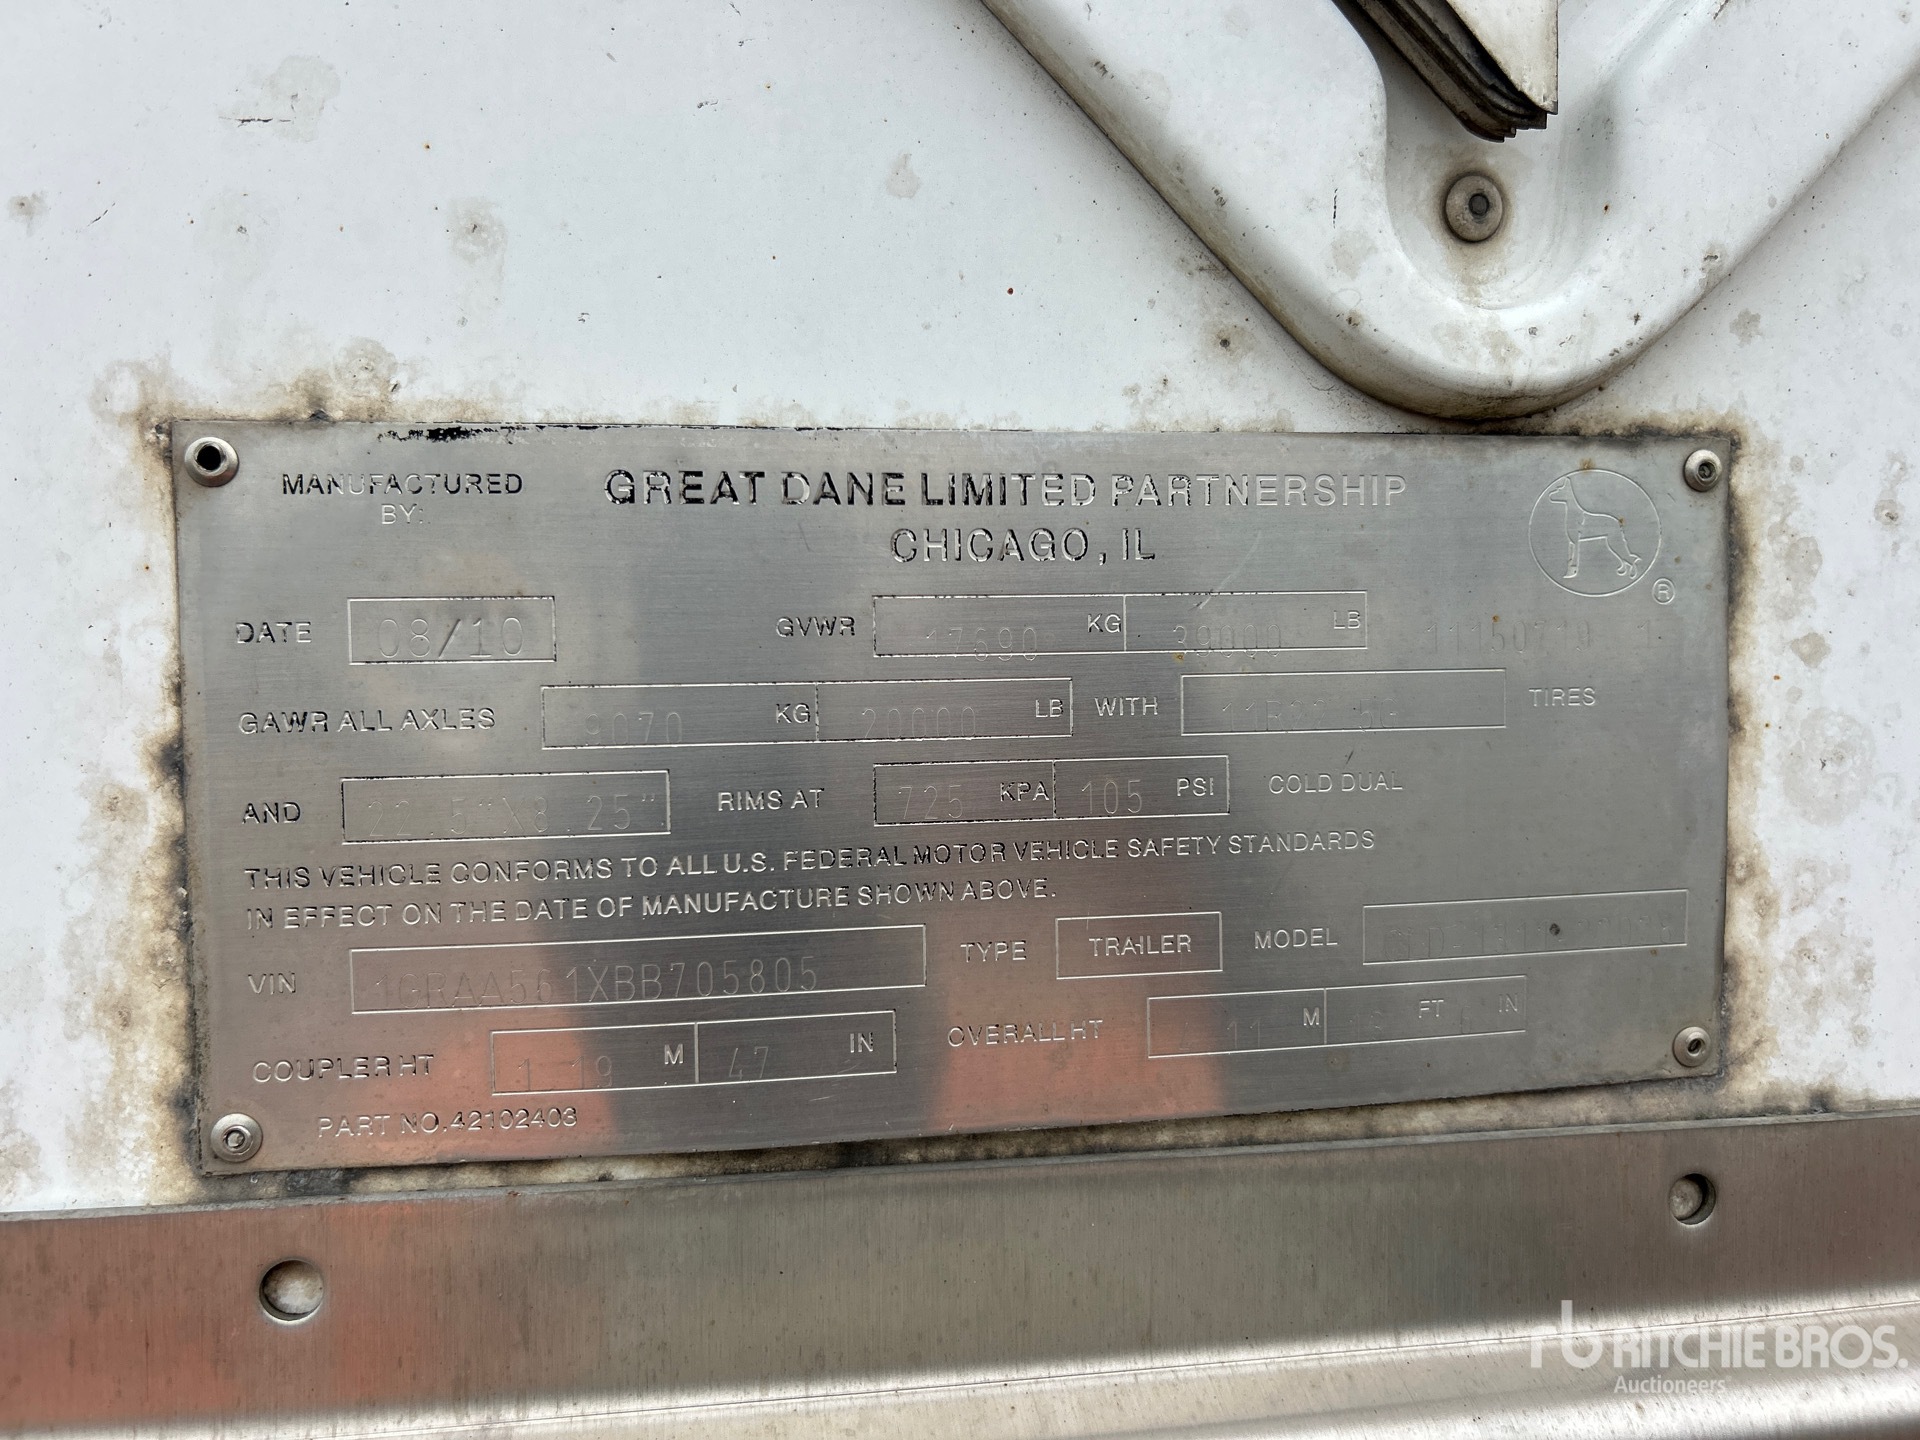 MANUFACTURED BY: GREAT DANE LIMITED PARTNERSHIP
CHICAGO, IL
®
DATE 08/10 GVWR 17690 KG 39000 LB
GAWR ALL AXLES 9070 KG 20000 LB WITH TIRES
AND 22.5"X8.25" RIMS AT 725 KPA 105 PSI COLD DUAL
THIS VEHICLE CONFORMS TO ALL U.S. FEDERAL MOTOR VEHICLE SAFETY STANDARDS
IN EFFECT ON THE DATE OF MANUFACTURE SHOWN ABOVE.
VIN 1GRAA561XBB705805 TYPE TRAILER MODEL
COUPLER HT 1.19 M 47 IN OVERALL HT M FT IN
PART NO. 42102403
rb RITCHIE BROS.
Auctioneers